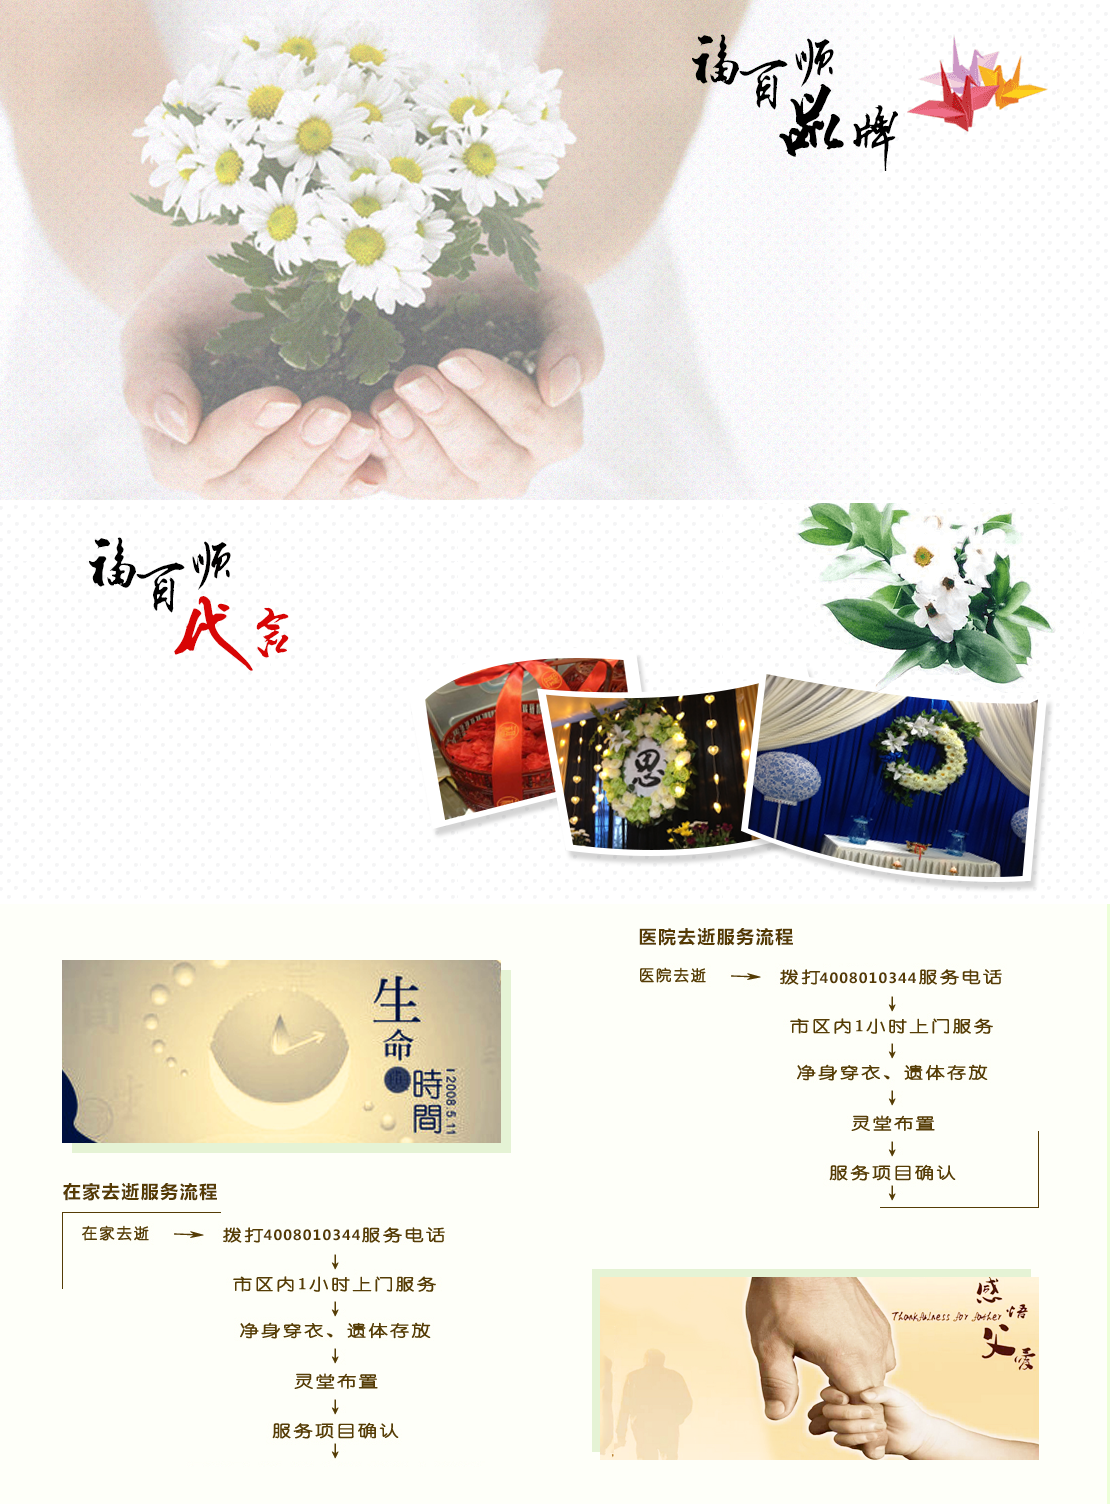 福百顺
品牌
福百顺
代言
思
医院去逝服务流程
医院去逝
拨打4008010344服务电话
市区内1小时上门服务
净身穿衣、遗体存放
灵堂布置
服务项目确认
生
命
時
間
2008.5.11
在家去逝服务流程
在家去逝
拨打4008010344服务电话
市区内1小时上门服务
净身穿衣、遗体存放
灵堂布置
服务项目确认
感悟
Thankfulness for father
父爱